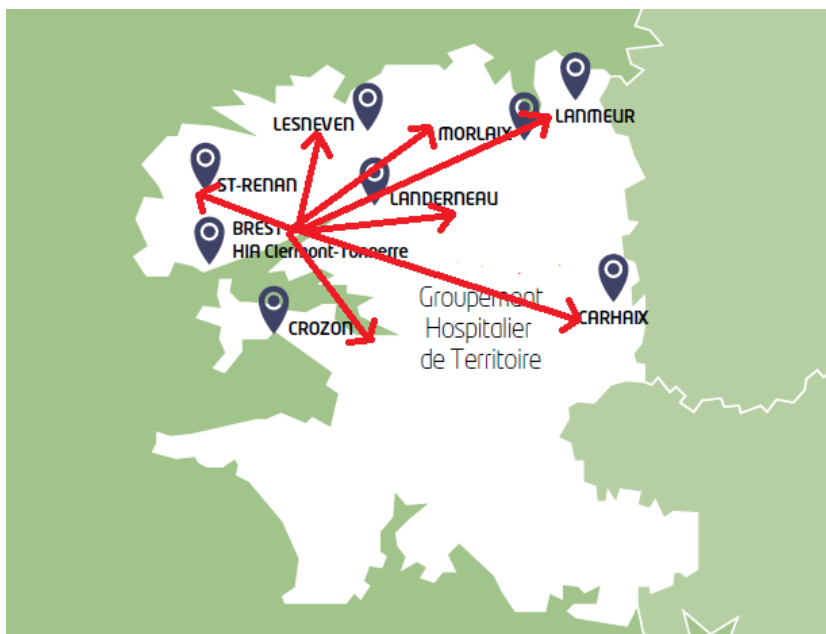 LANMEUR
LESNEVEN
MORLAIX
ST-RENAN
LANDERNEAU
BREST
HIA Clermont-Tonnerre
Groupement
Hospitalier
de Territoire
CARHAIX
CROZON